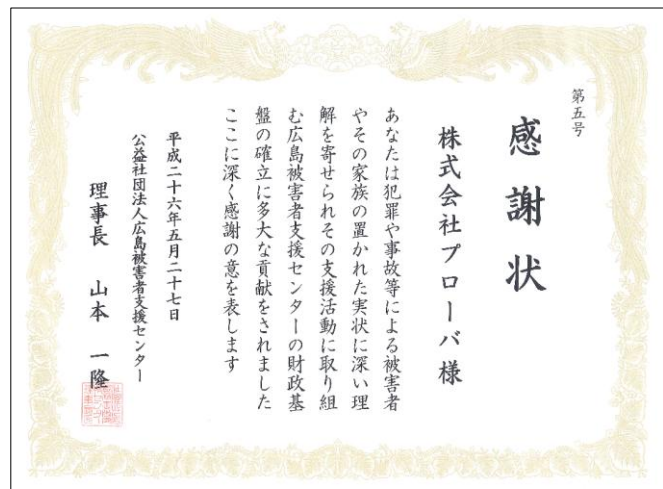 第五号
感謝状
株式会社プローバ様
あなたは犯罪や事故等による被害者
やその家族の置かれた実状に深い理
解を寄せられその支援活動に取り組
む広島被害者支援センターの財政基
盤の確立に多大な貢献をされました
ここに深く感謝の意を表します
平成二十六年五月二十七日
公益社団法人広島被害者支援センター
理事長 山本 一隆